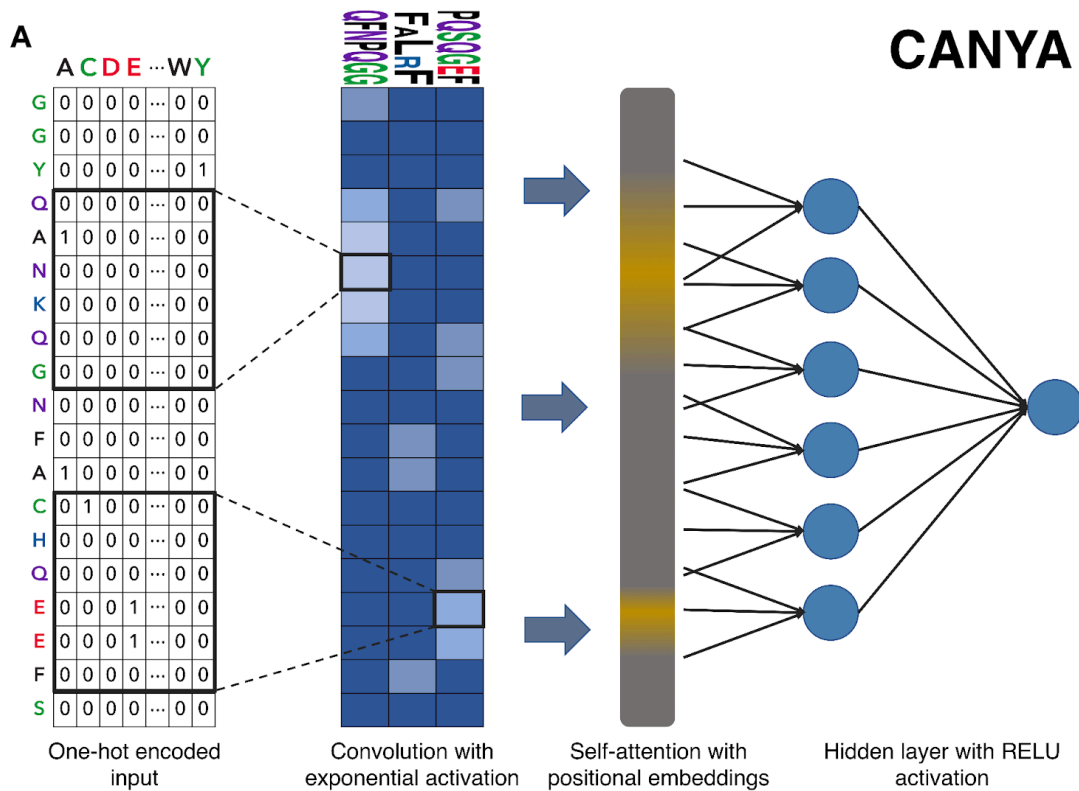 A
CANYA
QFNPQGG
FALRF
PQSQGEF
A C D E ... W Y
G 0 0 0 0 ... 0 0
G 0 0 0 0 ... 0 0
Y 0 0 0 0 ... 0 1
Q 0 0 0 0 ... 0 0
A 1 0 0 0 ... 0 0
N 0 0 0 0 ... 0 0
K 0 0 0 0 ... 0 0
Q 0 0 0 0 ... 0 0
G 0 0 0 0 ... 0 0
N 0 0 0 0 ... 0 0
F 0 0 0 0 ... 0 0
A 1 0 0 0 ... 0 0
C 0 1 0 0 ... 0 0
H 0 0 0 0 ... 0 0
Q 0 0 0 0 ... 0 0
E 0 0 0 1 ... 0 0
E 0 0 0 1 ... 0 0
F 0 0 0 0 ... 0 0
S 0 0 0 0 ... 0 0
One-hot encoded
input
Convolution with
exponential activation
Self-attention with
positional embeddings
Hidden layer with RELU
activation